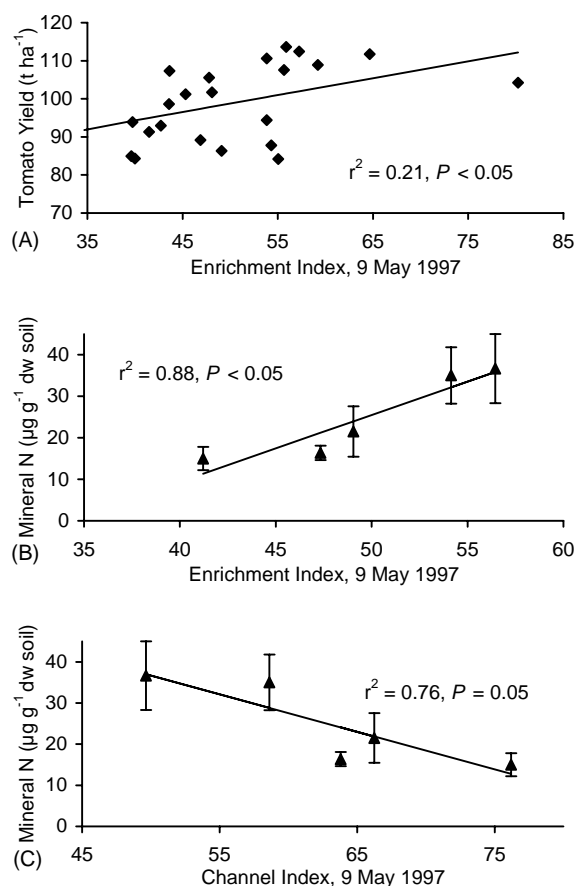 120
110
100
90
80
70
Tomato Yield (t ha⁻¹)
r² = 0.21, P < 0.05
(A)
35 45 55 65 75 85
Enrichment Index, 9 May 1997
40
30
20
10
0
Mineral N (µg g⁻¹ dw soil)
r² = 0.88, P < 0.05
(B)
35 40 45 50 55 60
Enrichment Index, 9 May 1997
40
30
20
10
0
Mineral N (µg g⁻¹ dw soil)
r² = 0.76, P = 0.05
(C)
45 55 65 75
Channel Index, 9 May 1997